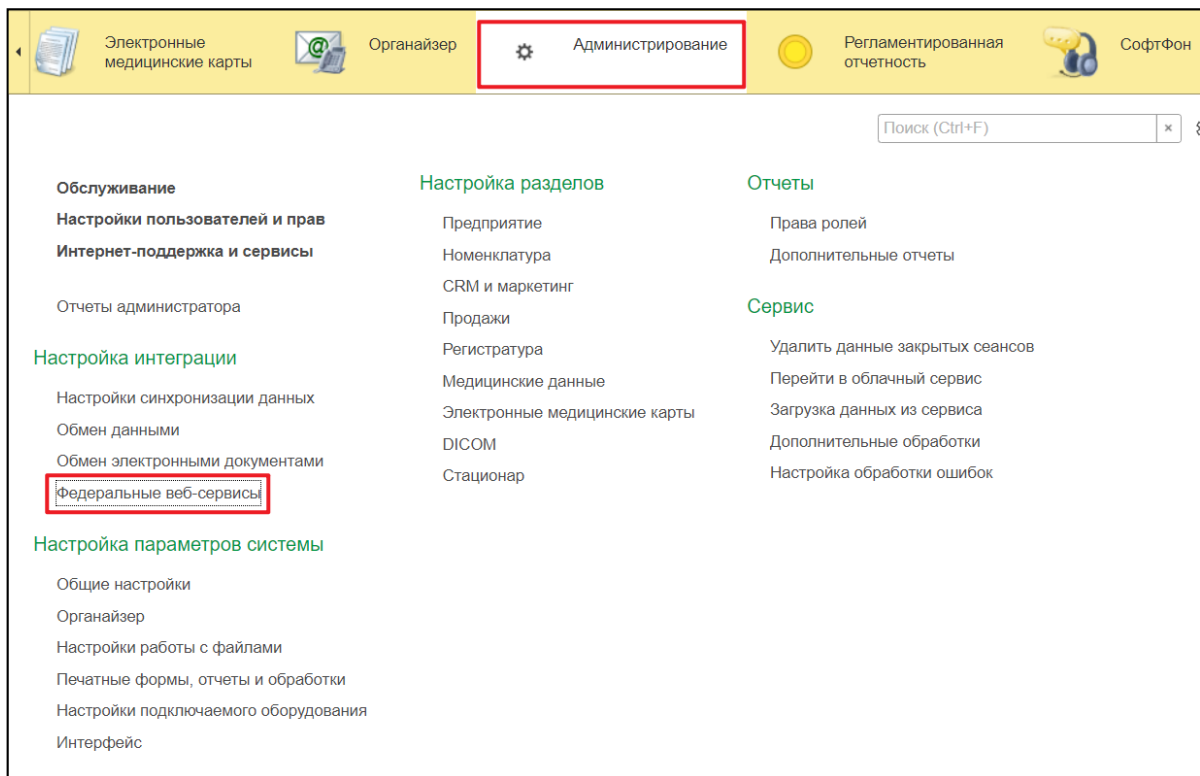 Электронные
медицинские карты
Органайзер
Администрирование
Регламентированная
отчетность
СофтФон
Поиск (Ctrl+F)
Обслуживание
Настройки пользователей и прав
Интернет-поддержка и сервисы
Отчеты администратора
Настройка интеграции
Настройки синхронизации данных
Обмен данными
Обмен электронными документами
Федеральные веб-сервисы
Настройка параметров системы
Общие настройки
Органайзер
Настройки работы с файлами
Печатные формы, отчеты и обработки
Настройки подключаемого оборудования
Интерфейс
Настройка разделов
Предприятие
Номенклатура
CRM и маркетинг
Продажи
Регистратура
Медицинские данные
Электронные медицинские карты
DICOM
Стационар
Отчеты
Права ролей
Дополнительные отчеты
Сервис
Удалить данные закрытых сеансов
Перейти в облачный сервис
Загрузка данных из сервиса
Дополнительные обработки
Настройка обработки ошибок